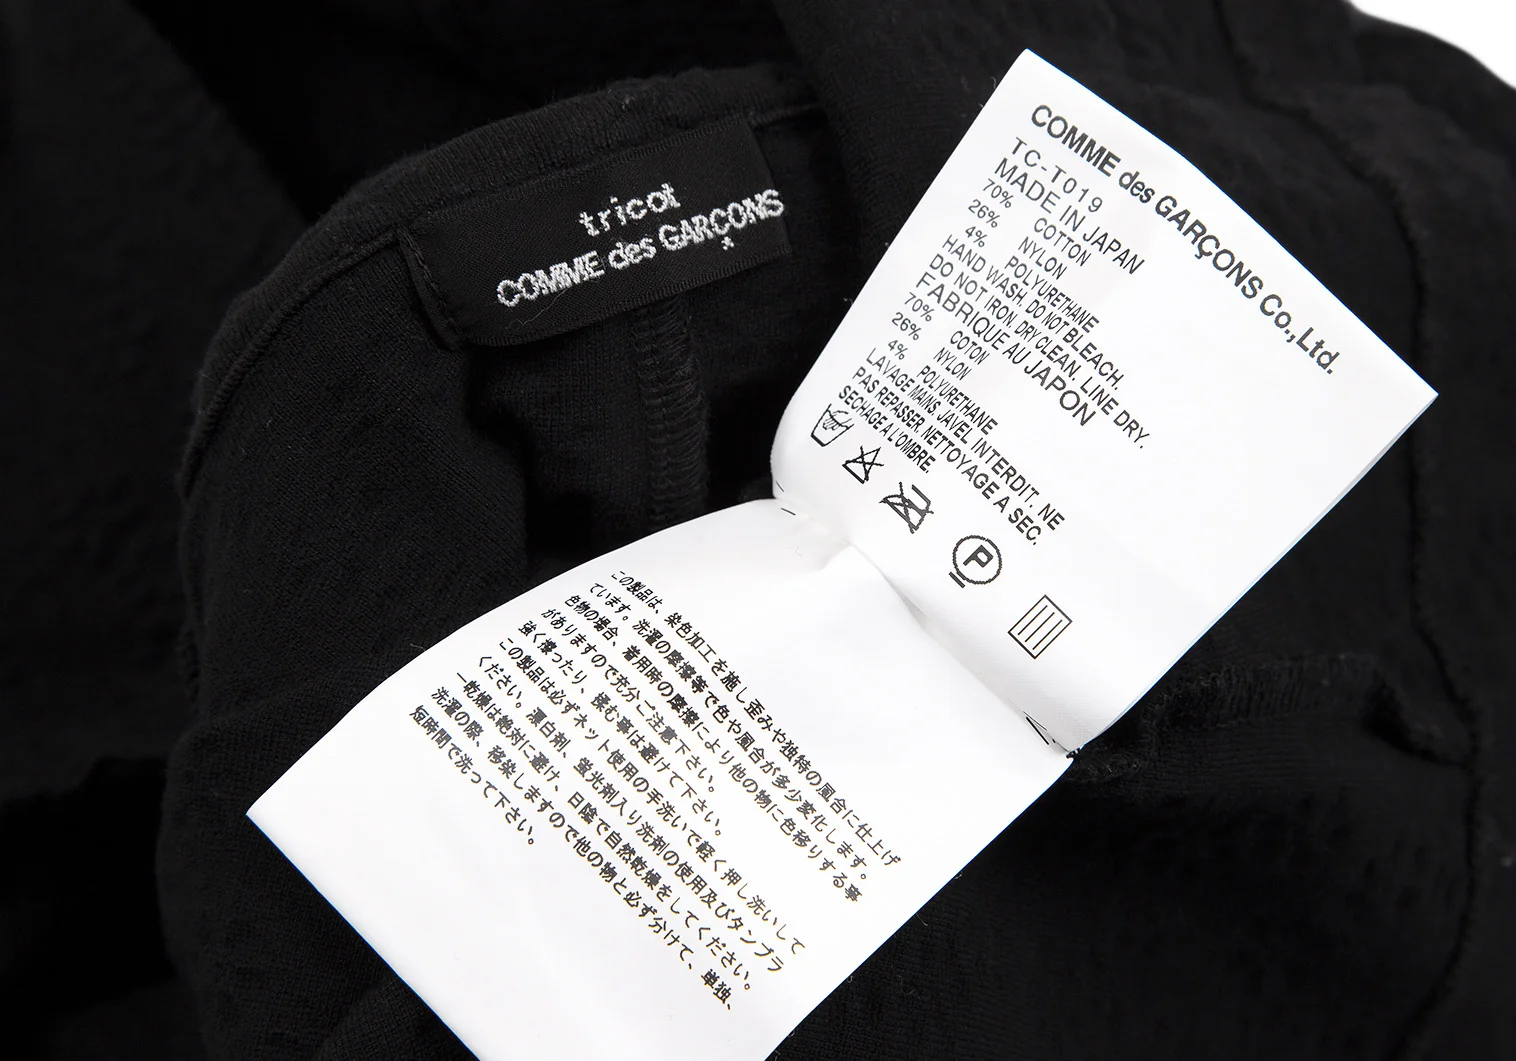 tricot
COMME des GARÇONS
COMME des GARÇONS Co.,Ltd.
TC-T019
MADE IN JAPAN
70% COTTON
26% NYLON
4% POLYURETHANE
HAND WASH. DO NOT BLEACH.
DO NOT IRON. DRY CLEAN. LINE DRY.
FABRIQUE AU JAPON
70% COTON
26% NYLON
4% POLYURETHANE
LAVAGE MAINS. JAVEL INTERDIT. NE
PAS REPASSER. NETTOYAGE A SEC.
SECHAGE A L'OMBRE.
P
この製品は、染色加工を施し歪みや独特の風合に仕上げ
ています。洗濯の摩擦等で色や風合が多少変化します。
色物の場合、着用時の摩擦により他の物に色移りする事
がありますので充分ご注意下さい。
強く擦ったり、揉む事は避けて下さい。
この製品は必ずネット使用の手洗いで軽く押し洗いして
ください。漂白剤、蛍光剤入り洗剤の使用及びタンブラ
ー乾燥は絶対に避け、日陰で自然乾燥をしてください。
洗濯の際、移染しますので他の物と必ず分けて、単独、
短時間で洗って下さい。